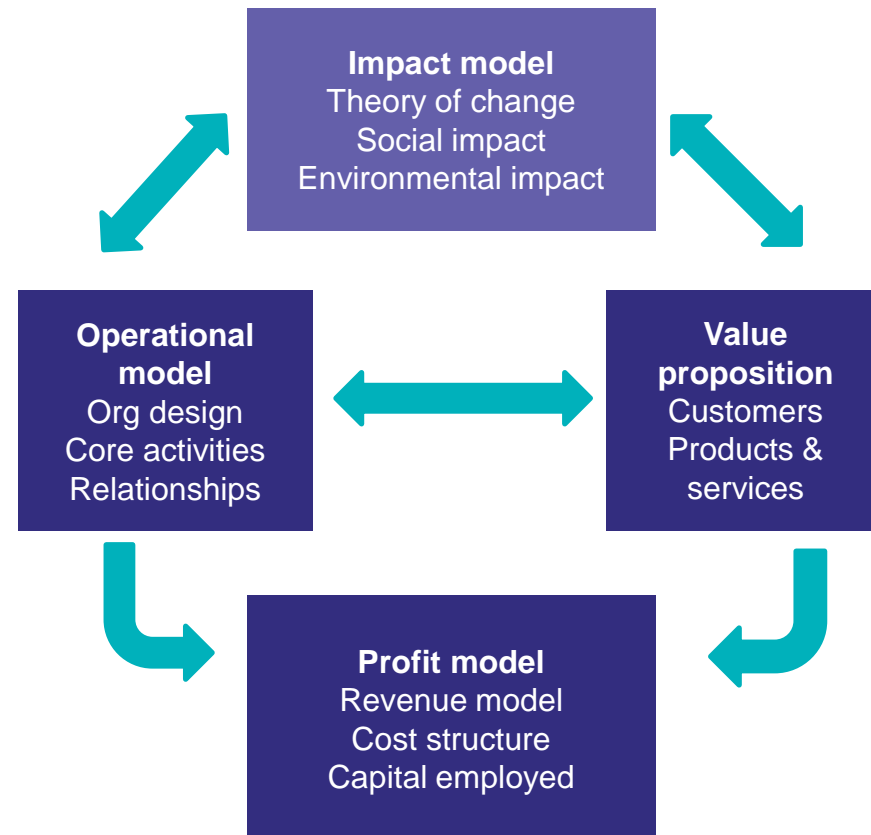 Impact model
Theory of change
Social impact
Environmental impact
Operational
model
Org design
Core activities
Relationships
Value
proposition
Customers
Products &
services
Profit model
Revenue model
Cost structure
Capital employed